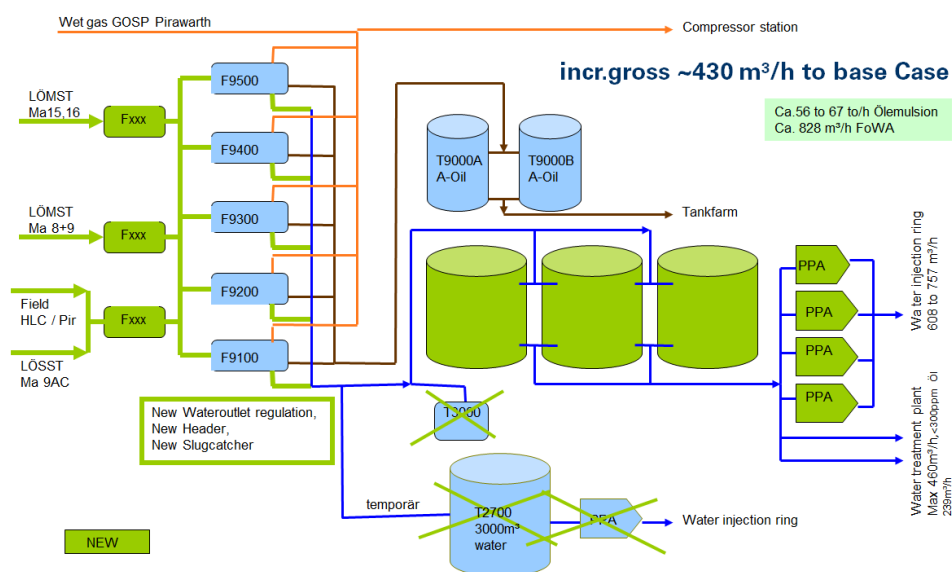 Wet gas GOSP Pirawarth
Compressor station
incr.gross ~430 m³/h to base Case
Ca.56 to 67 to/h Ölemulsion
Ca. 828 m³/h FoWA
LÖMST
Ma15,16
Fxxx
F9500
F9400
LÖMST
Ma 8+9
Fxxx
F9300
F9200
Field
HLC / Pir
Fxxx
F9100
LÖSST
Ma 9AC
T9000A
A-Oil
T9000B
A-Oil
Tankfarm
PPA
PPA
PPA
PPA
Water injection ring
608 to 757 m³/h
Water treatment plant
Max 460m³/h,<300ppm Öl
239m³/h
New Wateroutlet regulation,
New Header,
New Slugcatcher
T3000
temporär
T2700
3000m³
water
PPA
Water injection ring
NEW